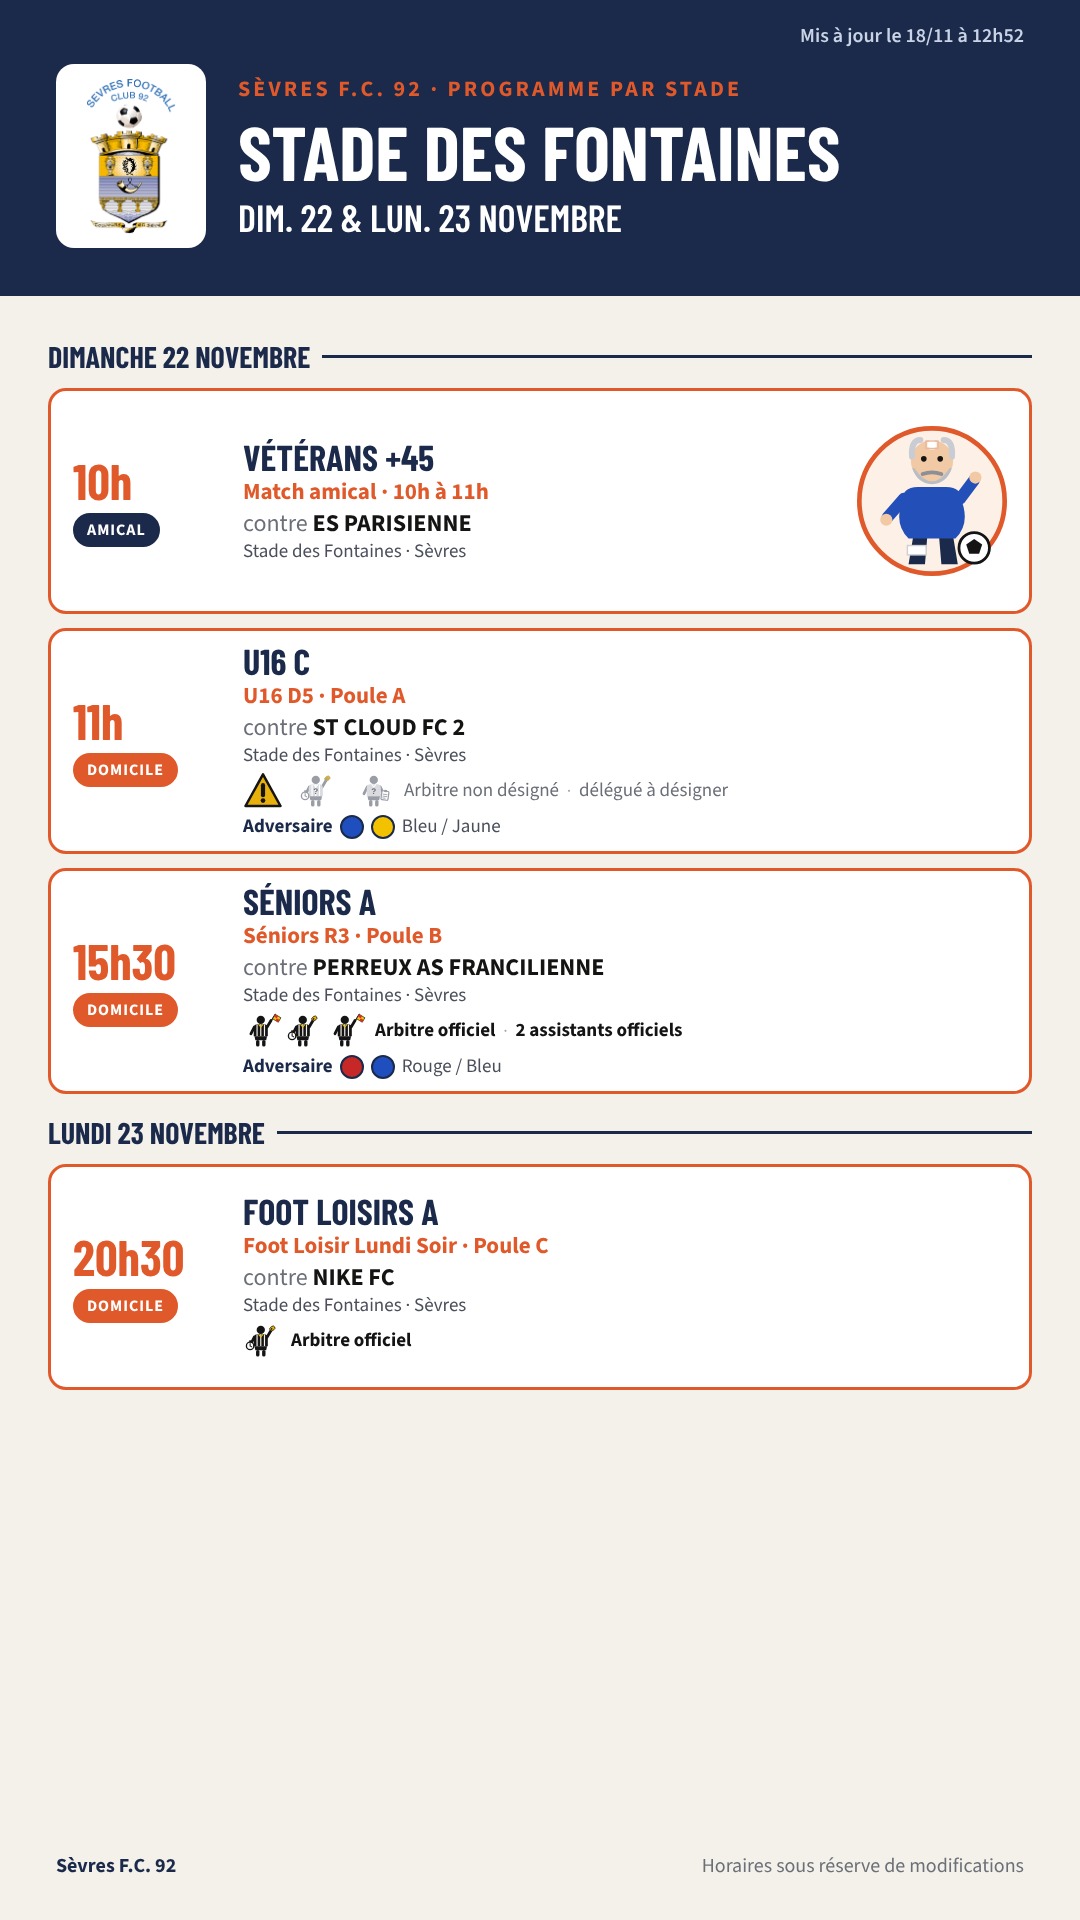 Mis à jour le 18/11 à 12h52
SEVRES FOOTBALL
CLUB 92
SÈVRES F.C. 92 · PROGRAMME PAR STADE
STADE DES FONTAINES
DIM. 22 & LUN. 23 NOVEMBRE
DIMANCHE 22 NOVEMBRE
10h
AMICAL
VÉTÉRANS +45
Match amical · 10h à 11h
contre ES PARISIENNE
Stade des Fontaines · Sèvres
11h
DOMICILE
U16 C
U16 D5 · Poule A
contre ST CLOUD FC 2
Stade des Fontaines · Sèvres
Arbitre non désigné · délégué à désigner
Adversaire Bleu / Jaune
15h30
DOMICILE
SÉNIORS A
Séniors R3 · Poule B
contre PERREUX AS FRANCILIENNE
Stade des Fontaines · Sèvres
Arbitre officiel · 2 assistants officiels
Adversaire Rouge / Bleu
LUNDI 23 NOVEMBRE
20h30
DOMICILE
FOOT LOISIRS A
Foot Loisir Lundi Soir · Poule C
contre NIKE FC
Stade des Fontaines · Sèvres
Arbitre officiel
Sèvres F.C. 92
Horaires sous réserve de modifications